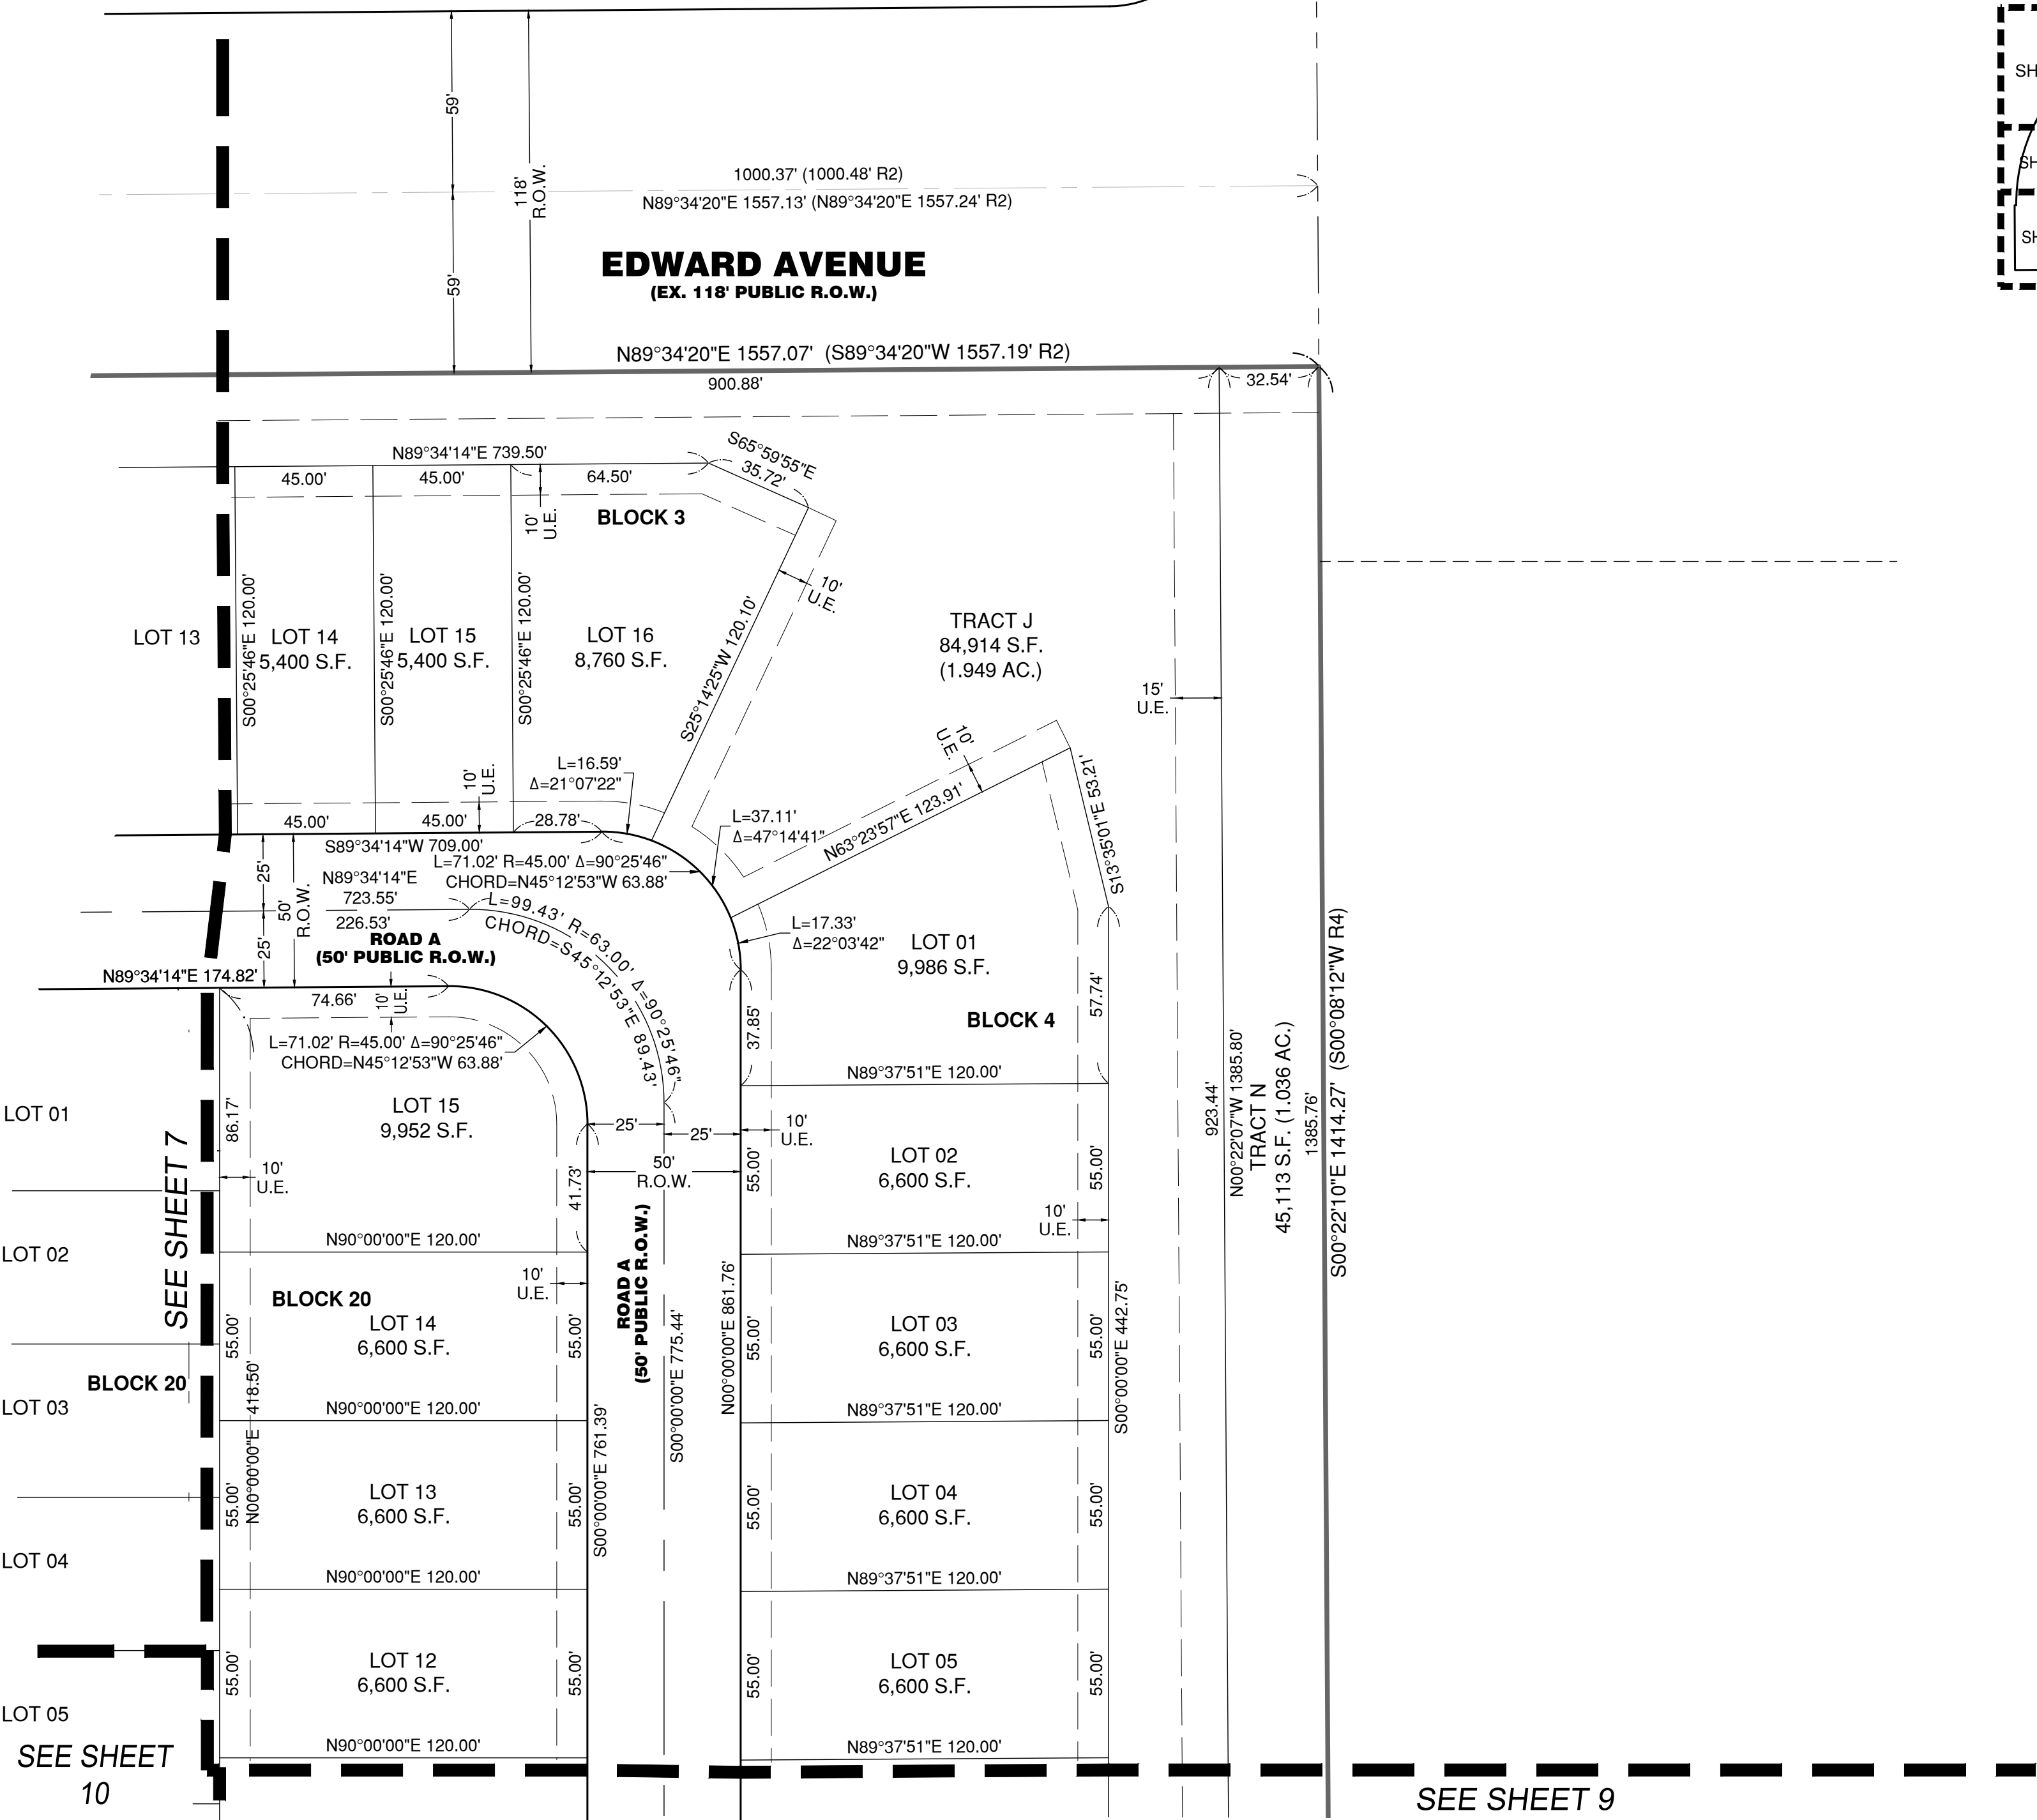 59'
118'
R.O.W.
1000.37' (1000.48' R2)
N89°34'20"E 1557.13' (N89°34'20"E 1557.24' R2)
59'
EDWARD AVENUE
(EX. 118' PUBLIC R.O.W.)
N89°34'20"E 1557.07' (S89°34'20"W 1557.19' R2)
900.88'
32.54'
N89°34'14"E 739.50'
45.00'
45.00'
64.50'
S65°59'55"E
35.72'
10'
U.E.
BLOCK 3
10'
U.E.
LOT 13
S00°25'46"E 120.00'
LOT 14
5,400 S.F.
S00°25'46"E 120.00'
LOT 15
5,400 S.F.
S00°25'46"E 120.00'
LOT 16
8,760 S.F.
S25°14'25"W 120.10'
TRACT J
84,914 S.F.
(1.949 AC.)
15'
U.E.
10'
U.E.
L=16.59'
Δ=21°07'22"
10'
U.E.
45.00'
45.00'
28.78'
L=37.11'
Δ=47°14'41"
N63°23'57"E 123.91'
S13°35'01"E 53.21'
S89°34'14"W 709.00'
L=71.02' R=45.00' Δ=90°25'46"
CHORD=N45°12'53"W 63.88'
25'
50'
R.O.W.
N89°34'14"E
723.55'
226.53'
25'
L=99.43' R=63.00' Δ=90°25'46"
CHORD=S45°12'53"E 89.43'
ROAD A
(50' PUBLIC R.O.W.)
L=17.33'
Δ=22°03'42"
LOT 01
9,986 S.F.
N89°34'14"E 174.82'
74.66'
10'
U.E.
37.85'
57.74'
BLOCK 4
L=71.02' R=45.00' Δ=90°25'46"
CHORD=N45°12'53"W 63.88'
N89°37'51"E 120.00'
LOT 01
86.17'
LOT 15
9,952 S.F.
25'
25'
10'
U.E.
923.44'
N00°22'07"W 1385.80'
TRACT N
45,113 S.F. (1.036 AC.)
1385.76'
S00°22'10"E 1414.27' (S00°08'12"W R4)
SEE SHEET 7
10'
U.E.
41.73'
50'
R.O.W.
55.00'
LOT 02
6,600 S.F.
55.00'
10'
U.E.
LOT 02
N90°00'00"E 120.00'
N89°37'51"E 120.00'
10'
U.E.
BLOCK 20
ROAD A
(50' PUBLIC R.O.W.)
55.00'
LOT 14
6,600 S.F.
55.00'
S00°00'00"E 775.44'
N00°00'00"E 861.76'
55.00'
LOT 03
6,600 S.F.
55.00'
S00°00'00"E 442.75'
BLOCK 20
LOT 03
N00°00'00"E 418.50'
N90°00'00"E 120.00'
N89°37'51"E 120.00'
S00°00'00"E 761.39'
55.00'
LOT 13
6,600 S.F.
55.00'
55.00'
LOT 04
6,600 S.F.
55.00'
LOT 04
N90°00'00"E 120.00'
N89°37'51"E 120.00'
55.00'
LOT 12
6,600 S.F.
55.00'
55.00'
LOT 05
6,600 S.F.
55.00'
LOT 05
N90°00'00"E 120.00'
N89°37'51"E 120.00'
SEE SHEET
10
SEE SHEET 9
SH
SH
SH